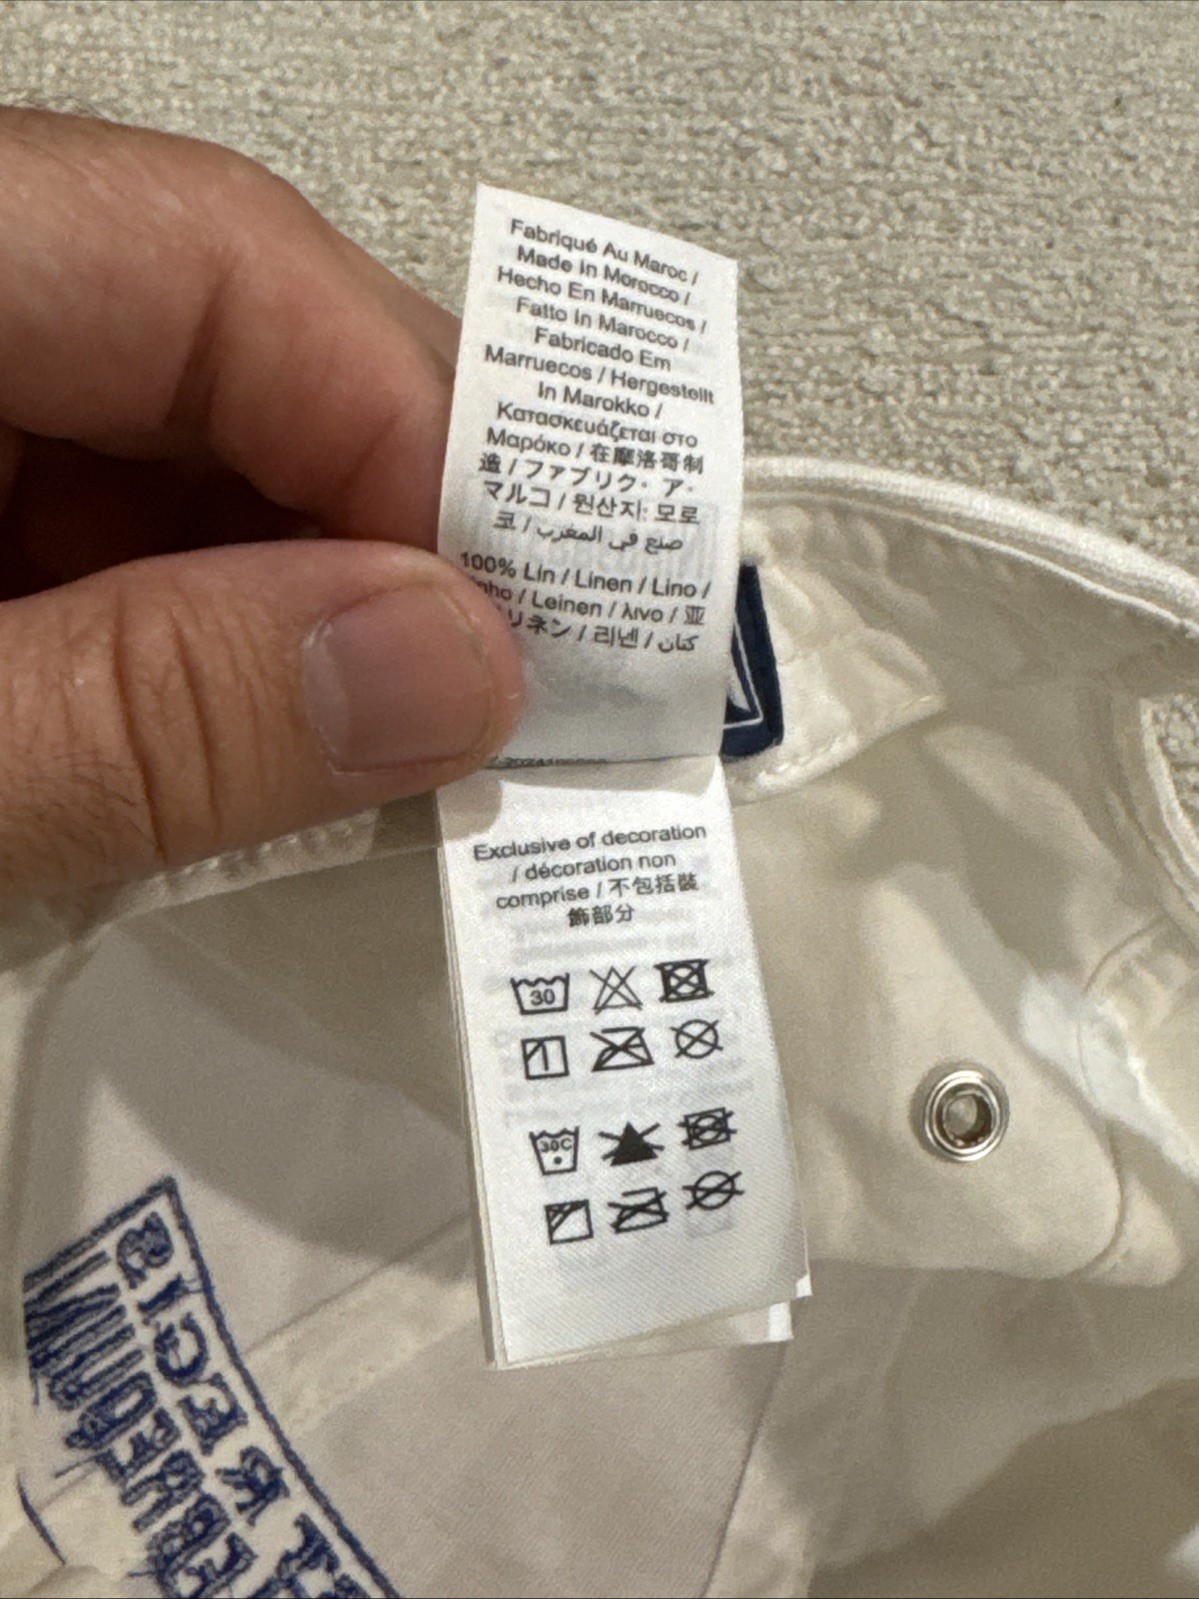 Fabriqué Au Maroc /
Made In Morocco /
Hecho En Marruecos /
Fatto In Marocco /
Fabricado Em
Marruecos / Hergestellt
In Marokko /
Κατασκευάζεται στο
Μαρόκο / 在摩洛哥制
造 / ファブリク・ア・
マルコ / 원산지: 모로
코 / صنع في المغرب
100% Lin / Linen / Lino /
/ Leinen / λινο / 亚
リネン / 리넨 / كتان
Exclusive of decoration
/ décoration non
comprise / 不包括裝
飾部分
30
30C